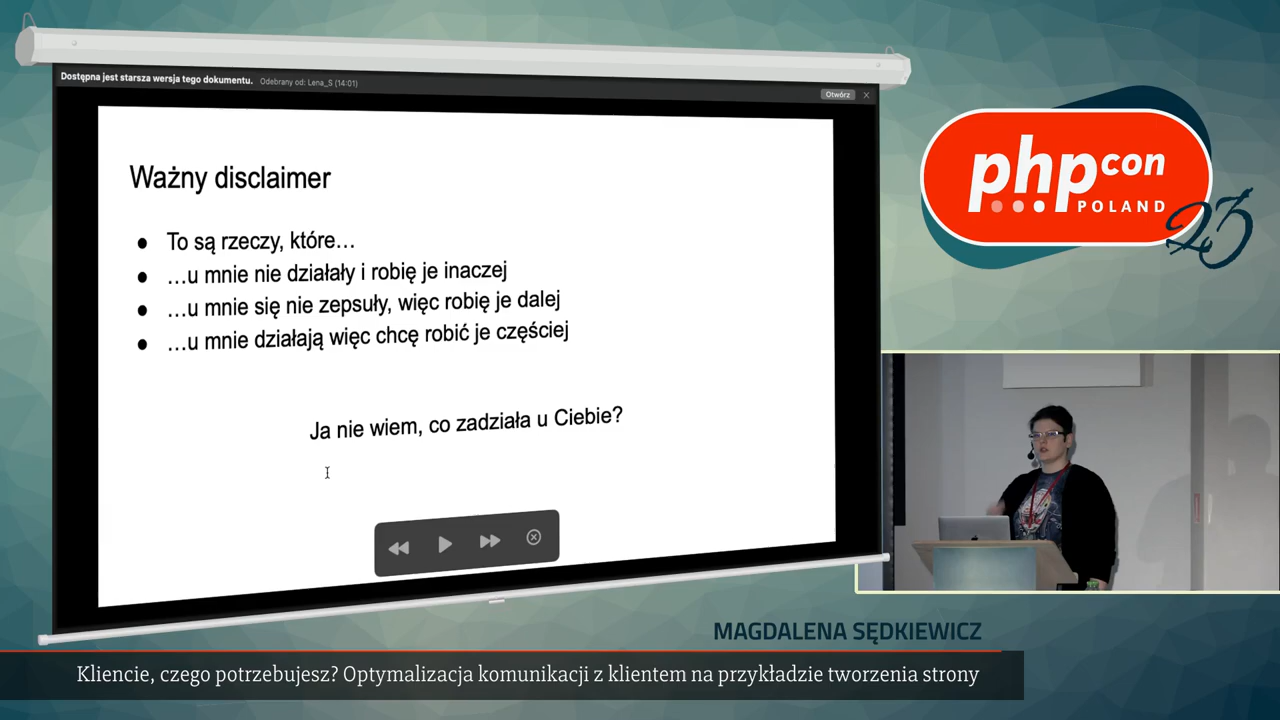 Dostępna jest starsza wersja tego dokumentu. Odebrany od: Lena_S (14:01)
Otwórz
Ważny disclaimer
● To są rzeczy, które…
● …u mnie nie działały i robię je inaczej
● …u mnie się nie zepsuły, więc robię je dalej
● …u mnie działają więc chcę robić je częściej
Ja nie wiem, co zadziała u Ciebie?
phpcon
POLAND
23
MAGDALENA SĘDKIEWICZ
Kliencie, czego potrzebujesz? Optymalizacja komunikacji z klientem na przykładzie tworzenia strony